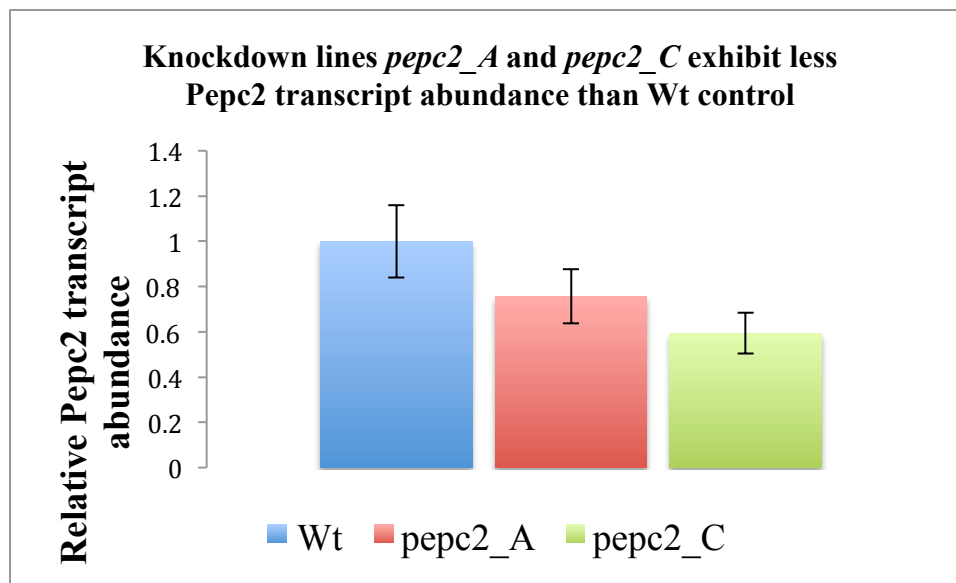 Knockdown lines pepc2_A and pepc2_C exhibit less
Pepc2 transcript abundance than Wt control
Relative Pepc2 transcript
abundance
1.4
1.2
1
0.8
0.6
0.4
0.2
0
Wt
pepc2_A
pepc2_C